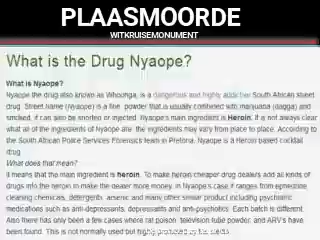 PLAASMOORDE
WITKRUISEMONUMENT
What is the Drug Nyaope?
What is Nyaope?
Nyaope the drug also known as Whounga, is a dangerous and highly addictive South African street
drug. Street name (Nyaope) is a fine powder that is usually combined with marijuana (dagga) and
smoked, it can also be snorted or injected. Nyaope's main ingredient is Heroin. It is not always clear
what all of the ingredients of Nyaope are, the ingredients may vary from place to place. According to
the South African Police Services Forensics team in Pretoria, Nyaope is a Heroin based cocktail
drug.
What does that mean?
It means that the main ingredient is heroin. To make heroin cheaper drug dealers add all kinds of
drugs into the heroin to make the dealer more money, in Nyaope's case it ranges from ephedrine,
cleaning chemicals, detergents, arsenic and many other similar product including psychiatric
medications such as anti-depressants, depressants and anti-psychotics. Each batch is different.
Also there has only been a few cases where rat poison, television tube powder, and ARV's have
been found. This is not normally used but highly